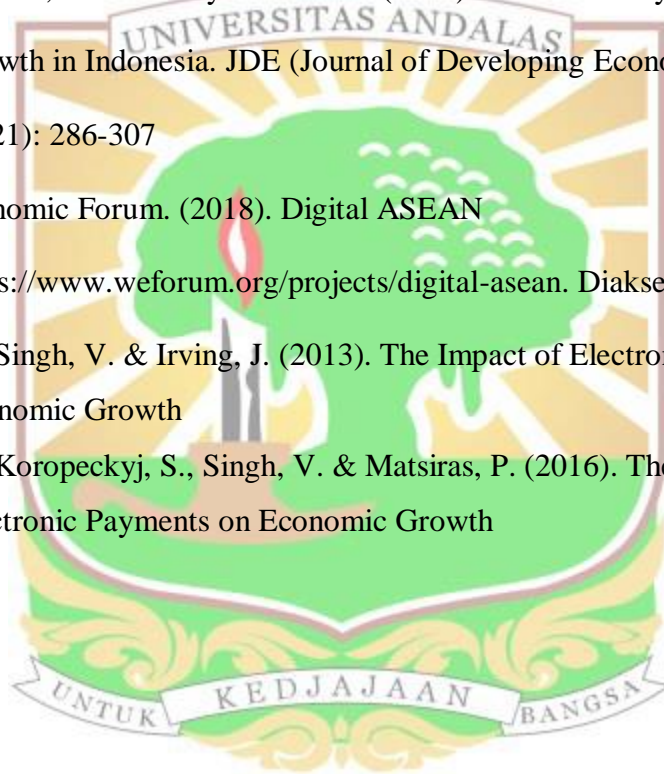 UNIVERSITAS ANDALAS
wth in Indonesia. JDE (Journal of Developing Econo
21): 286-307
nomic Forum. (2018). Digital ASEAN
s://www.weforum.org/projects/digital-asean. Diakse
Singh, V. & Irving, J. (2013). The Impact of Electron
nomic Growth
Koropeckyj, S., Singh, V. & Matsiras, P. (2016). The
ctronic Payments on Economic Growth
UNTUK KEDJAJAAN BANGSA